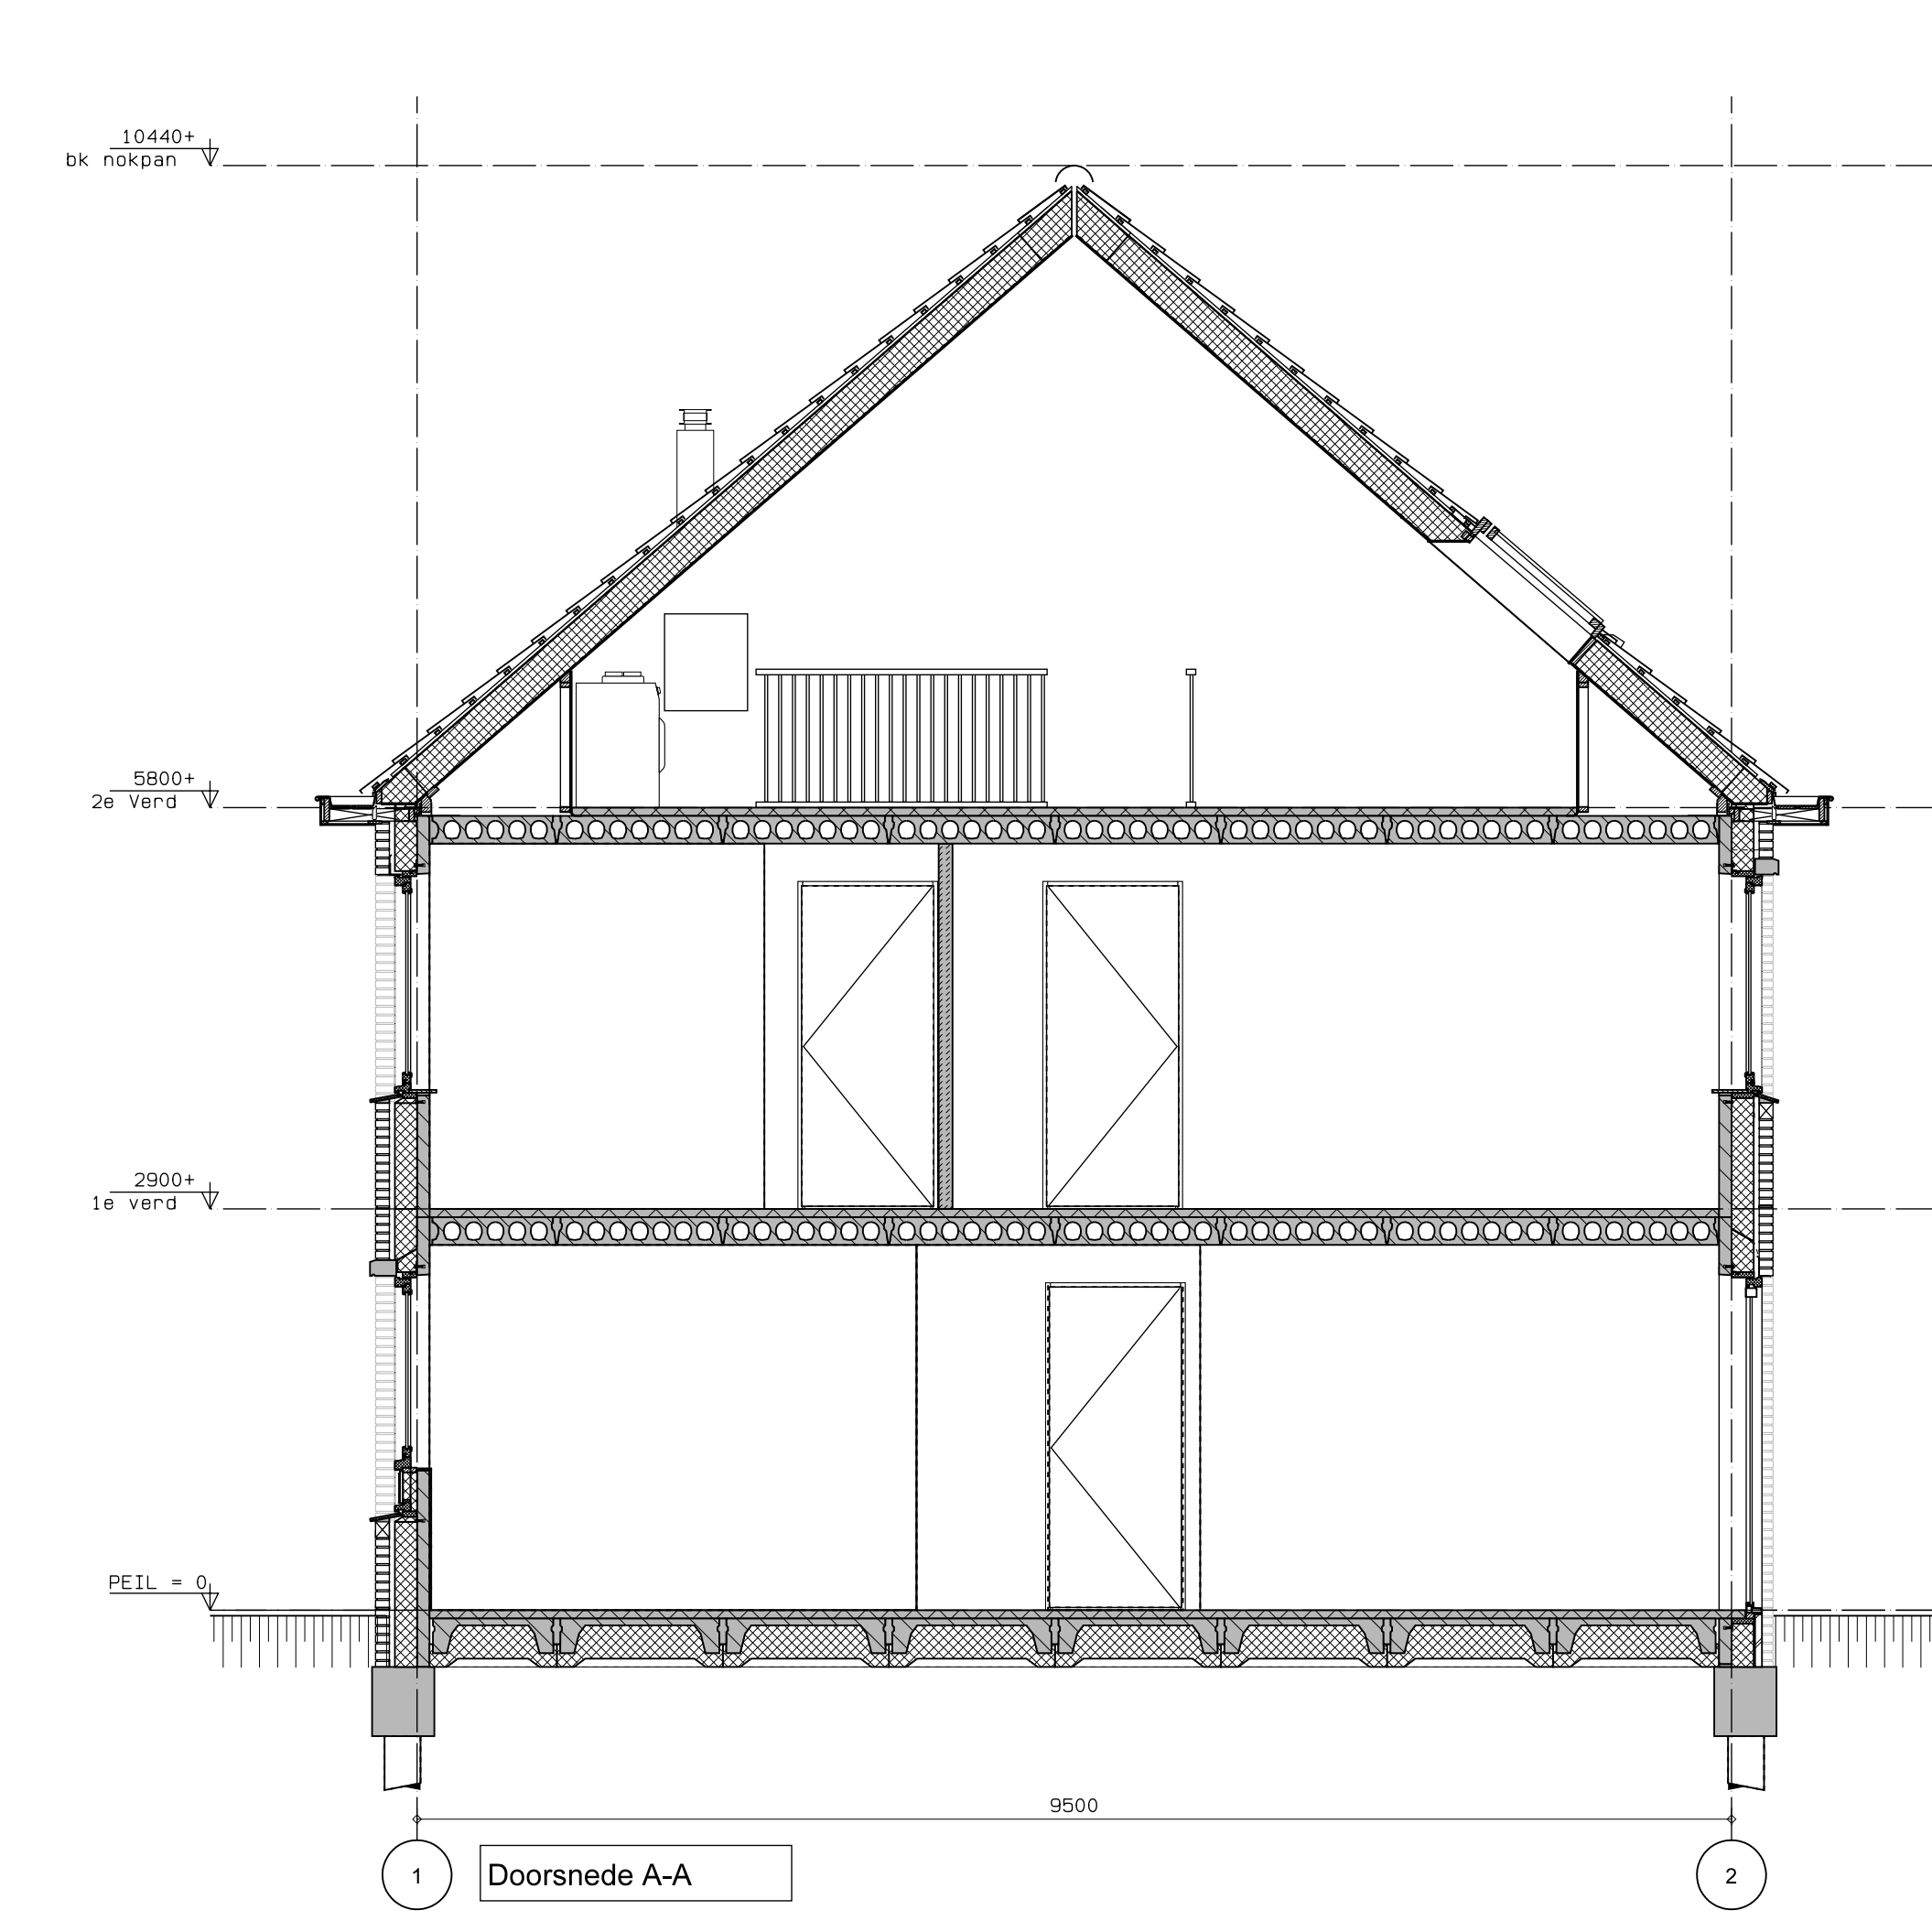 10440+
bk nokpan
5800+
2e Verd
2900+
1e verd
PEIL = 0
9500
1
Doorsnede A-A
2